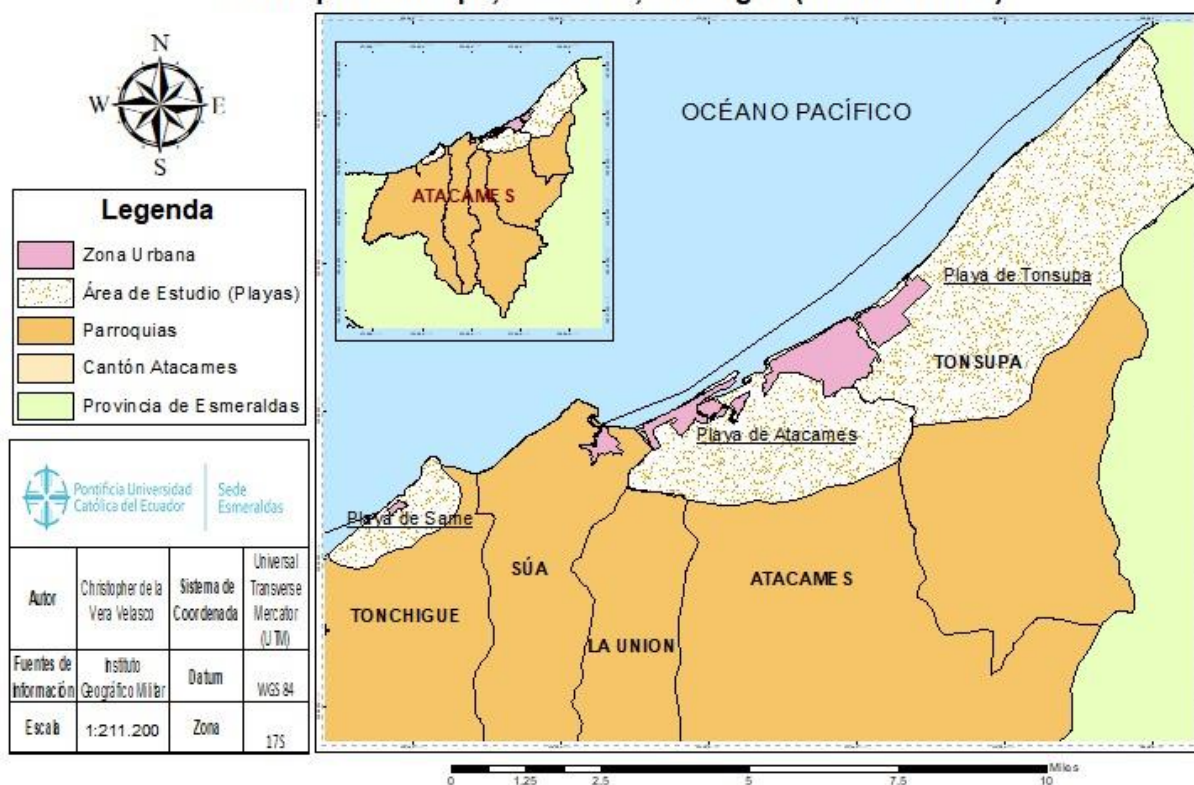 N
W E
S
Legenda
Zona Urbana
Área de Estudio (Playas)
Parroquias
Cantón Atacames
Provincia de Esmeraldas
Pontificia Universidad
Católica del Ecuador
Sede
Esmeraldas
Autor
Christopher de la
Vera Velasco
Sistema de
Coordenada
Universal
Transverse
Mercator
(UTM)
Fuentes de
Información
Instituto
Geográfico Militar
Datum
WGS 84
Escala
1:211.200
Zona
17S
ATACAMES
OCÉANO PACÍFICO
Playa de Tonsupa
TONSUPA
Playa de Atacames
Playa de Same
SÚA
ATACAMES
TONCHIGUE
LA UNION
0 1.25 2.5 5 7.5 10
Miles